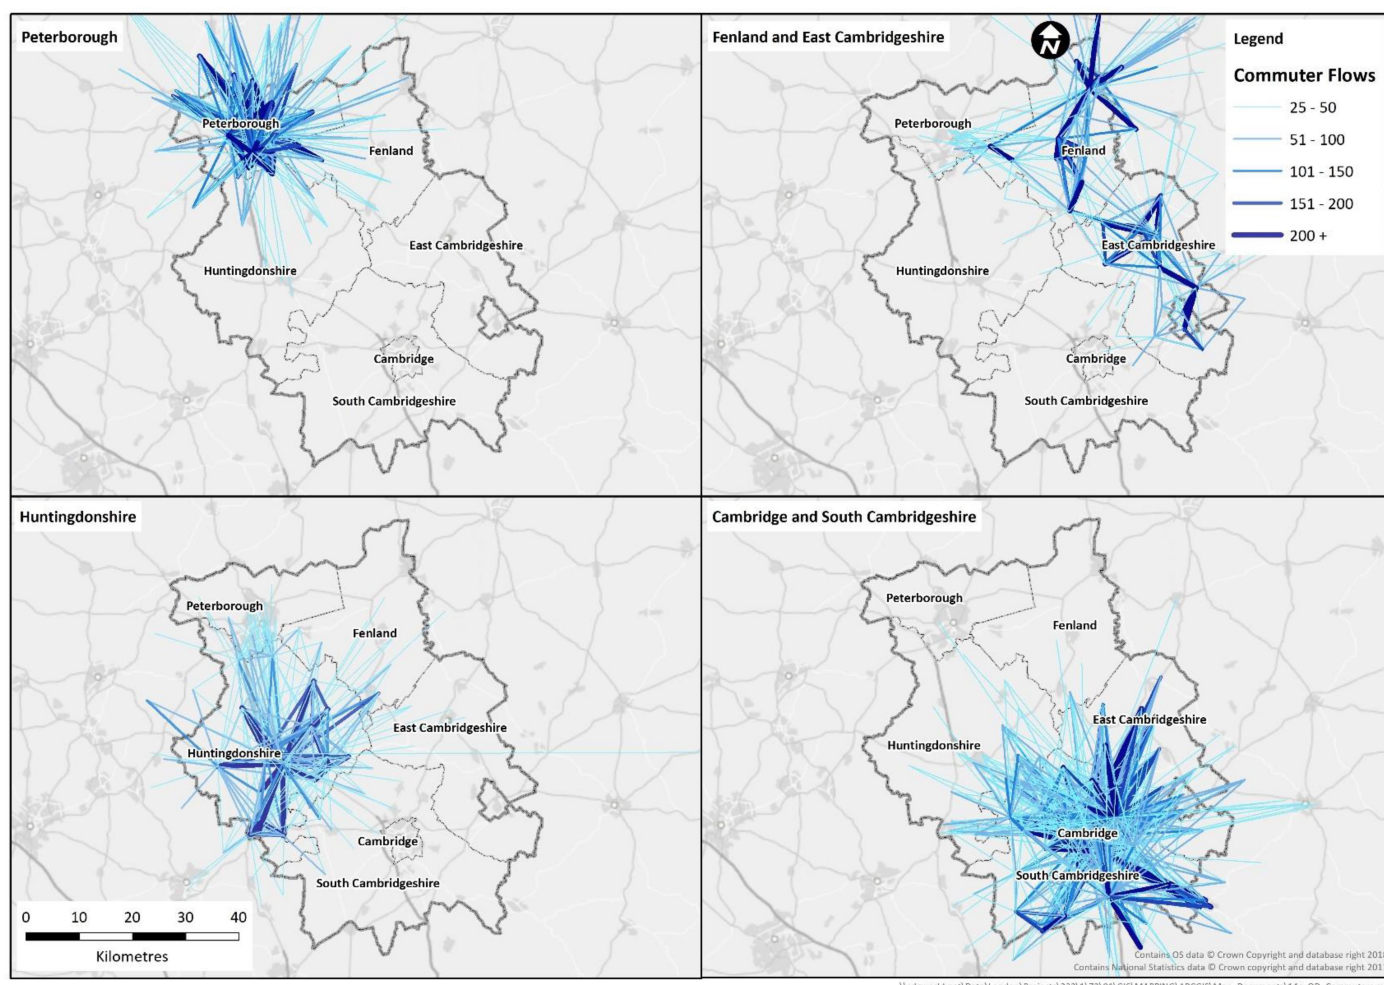 Peterborough
Peterborough
Fenland
East Cambridgeshire
Huntingdonshire
Cambridge
South Cambridgeshire
Fenland and East Cambridgeshire
N
Legend
Commuter Flows
25 - 50
51 - 100
101 - 150
151 - 200
200 +
Peterborough
Fenland
East Cambridgeshire
Huntingdonshire
Cambridge
South Cambridgeshire
Huntingdonshire
Peterborough
Fenland
East Cambridgeshire
Huntingdonshire
Cambridge
South Cambridgeshire
0 10 20 30 40
Kilometres
Cambridge and South Cambridgeshire
Peterborough
Fenland
East Cambridgeshire
Huntingdonshire
Cambridge
South Cambridgeshire
Contains OS data © Crown Copyright and database right 2018
Contains National Statistics data © Crown Copyright and database right 201